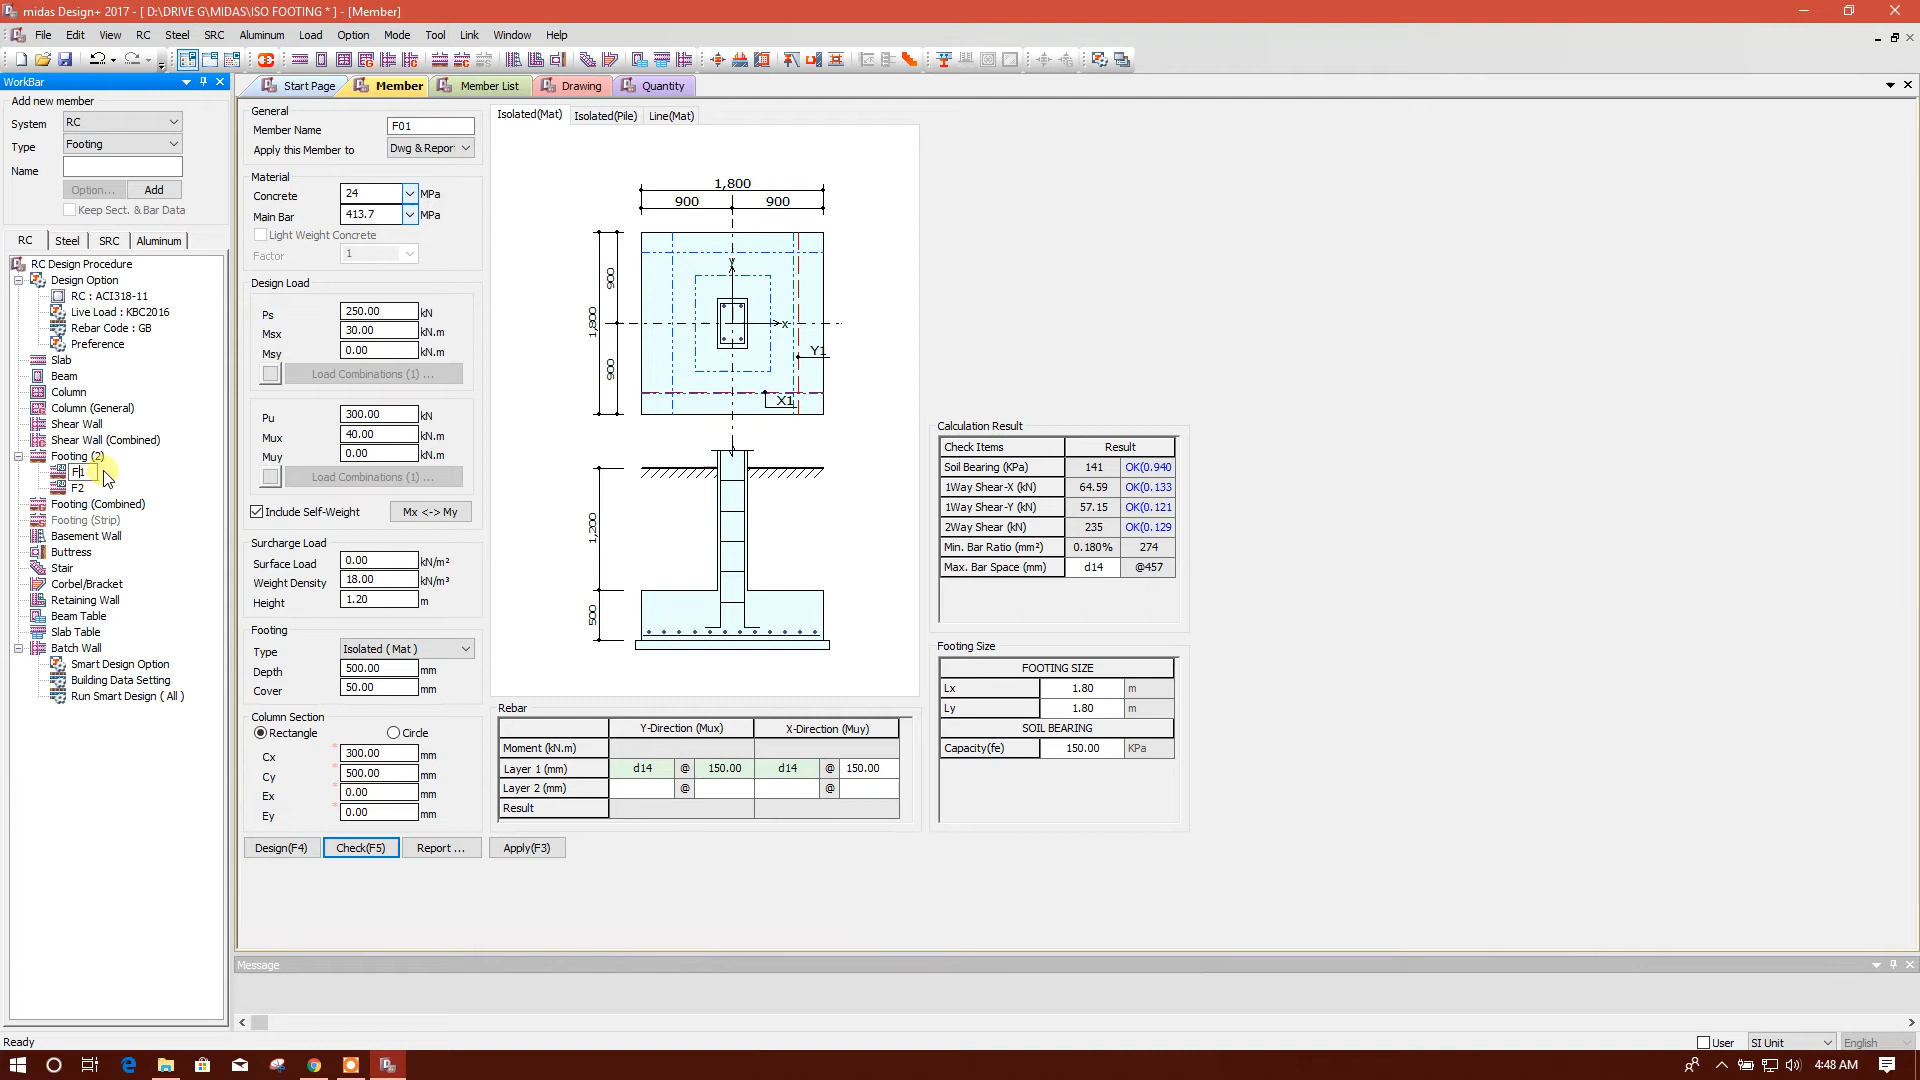 midas Design+ 2017 - [ D:\DRIVE G\MIDAS\ISO FOOTING * ] - [Member]
File Edit View RC Steel SRC Aluminum Load Option Mode Tool Link Window Help
WorkBar
Add new member
System RC
Type Footing
Name
Option... Add
Keep Sect. & Bar Data
RC Steel SRC Aluminum
RC Design Procedure
Design Option
RC : ACI318-11
Live Load : KBC2016
Rebar Code : GB
Preference
Slab
Beam
Column
Column (General)
Shear Wall
Shear Wall (Combined)
Footing (2)
F1
F2
Footing (Combined)
Footing (Strip)
Basement Wall
Buttress
Stair
Corbel/Bracket
Retaining Wall
Beam Table
Slab Table
Batch Wall
Smart Design Option
Building Data Setting
Run Smart Design ( All )
Start Page Member Member List Drawing Quantity
General
Member Name F01
Apply this Member to Dwg & Report
Material
Concrete 24 MPa
Main Bar 413.7 MPa
Light Weight Concrete
Factor 1
Design Load
Ps 250.00 kN
Msx 30.00 kN.m
Msy 0.00 kN.m
Load Combinations (1) ...
Pu 300.00 kN
Mux 40.00 kN.m
Muy 0.00 kN.m
Load Combinations (1) ...
Include Self-Weight Mx <-> My
Surcharge Load
Surface Load 0.00 kN/m²
Weight Density 18.00 kN/m³
Height 1.20 m
Footing
Type Isolated ( Mat )
Depth 500.00 mm
Cover 50.00 mm
Column Section
Rectangle Circle
Cx 300.00 mm
Cy 500.00 mm
Ex 0.00 mm
Ey 0.00 mm
Design(F4) Check(F5) Report ... Apply(F3)
Isolated(Mat) Isolated(Pile) Line(Mat)
1,800
900 900
900
1,800
900
y
x
Y1
X1
1,200
500
Rebar
Y-Direction (Mux) X-Direction (Muy)
Moment (kN.m)
Layer 1 (mm) d14 @ 150.00 d14 @ 150.00
Layer 2 (mm) @ @
Result
Calculation Result
Check Items Result
Soil Bearing (KPa) 141 OK(0.940
1Way Shear-X (kN) 64.59 OK(0.133
1Way Shear-Y (kN) 57.15 OK(0.121
2Way Shear (kN) 235 OK(0.129
Min. Bar Ratio (mm²) 0.180% 274
Max. Bar Space (mm) d14 @457
Footing Size
FOOTING SIZE
Lx 1.80 m
Ly 1.80 m
SOIL BEARING
Capacity(fe) 150.00 KPa
Message
Ready
User SI Unit English
4:48 AM